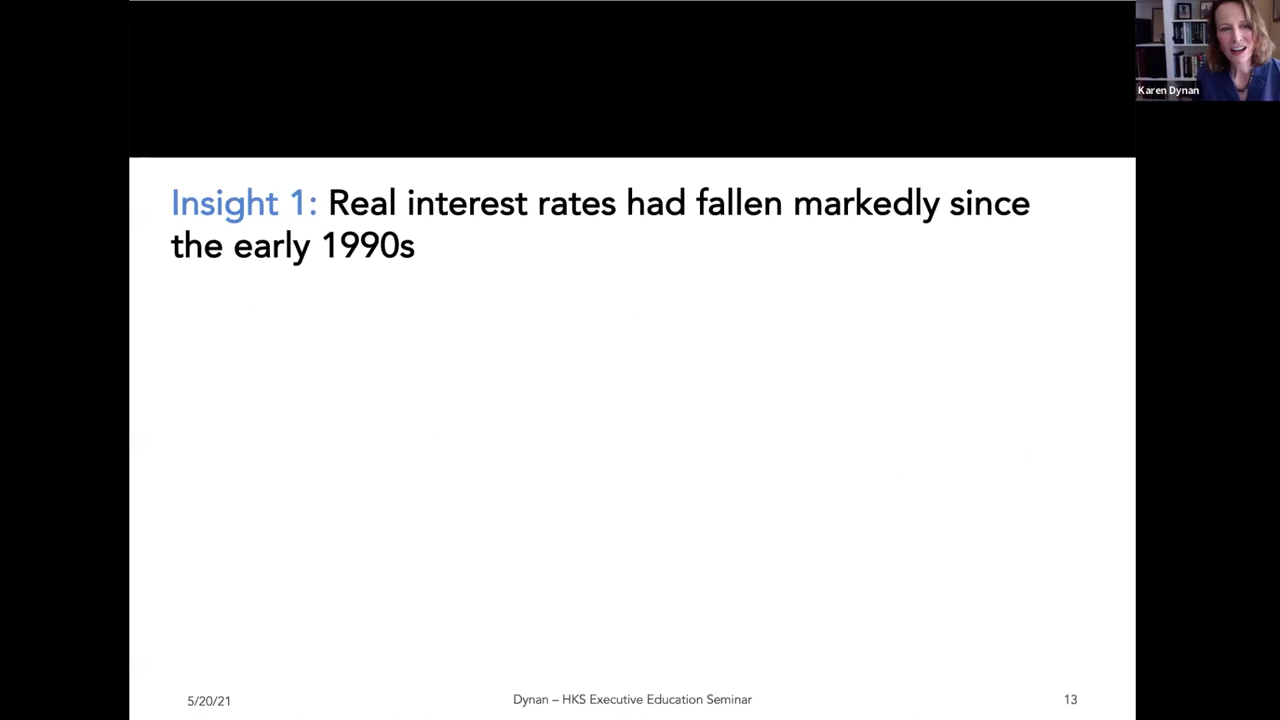 Karen Dynan
Insight 1: Real interest rates had fallen markedly since
the early 1990s
5/20/21
Dynan – HKS Executive Education Seminar
13